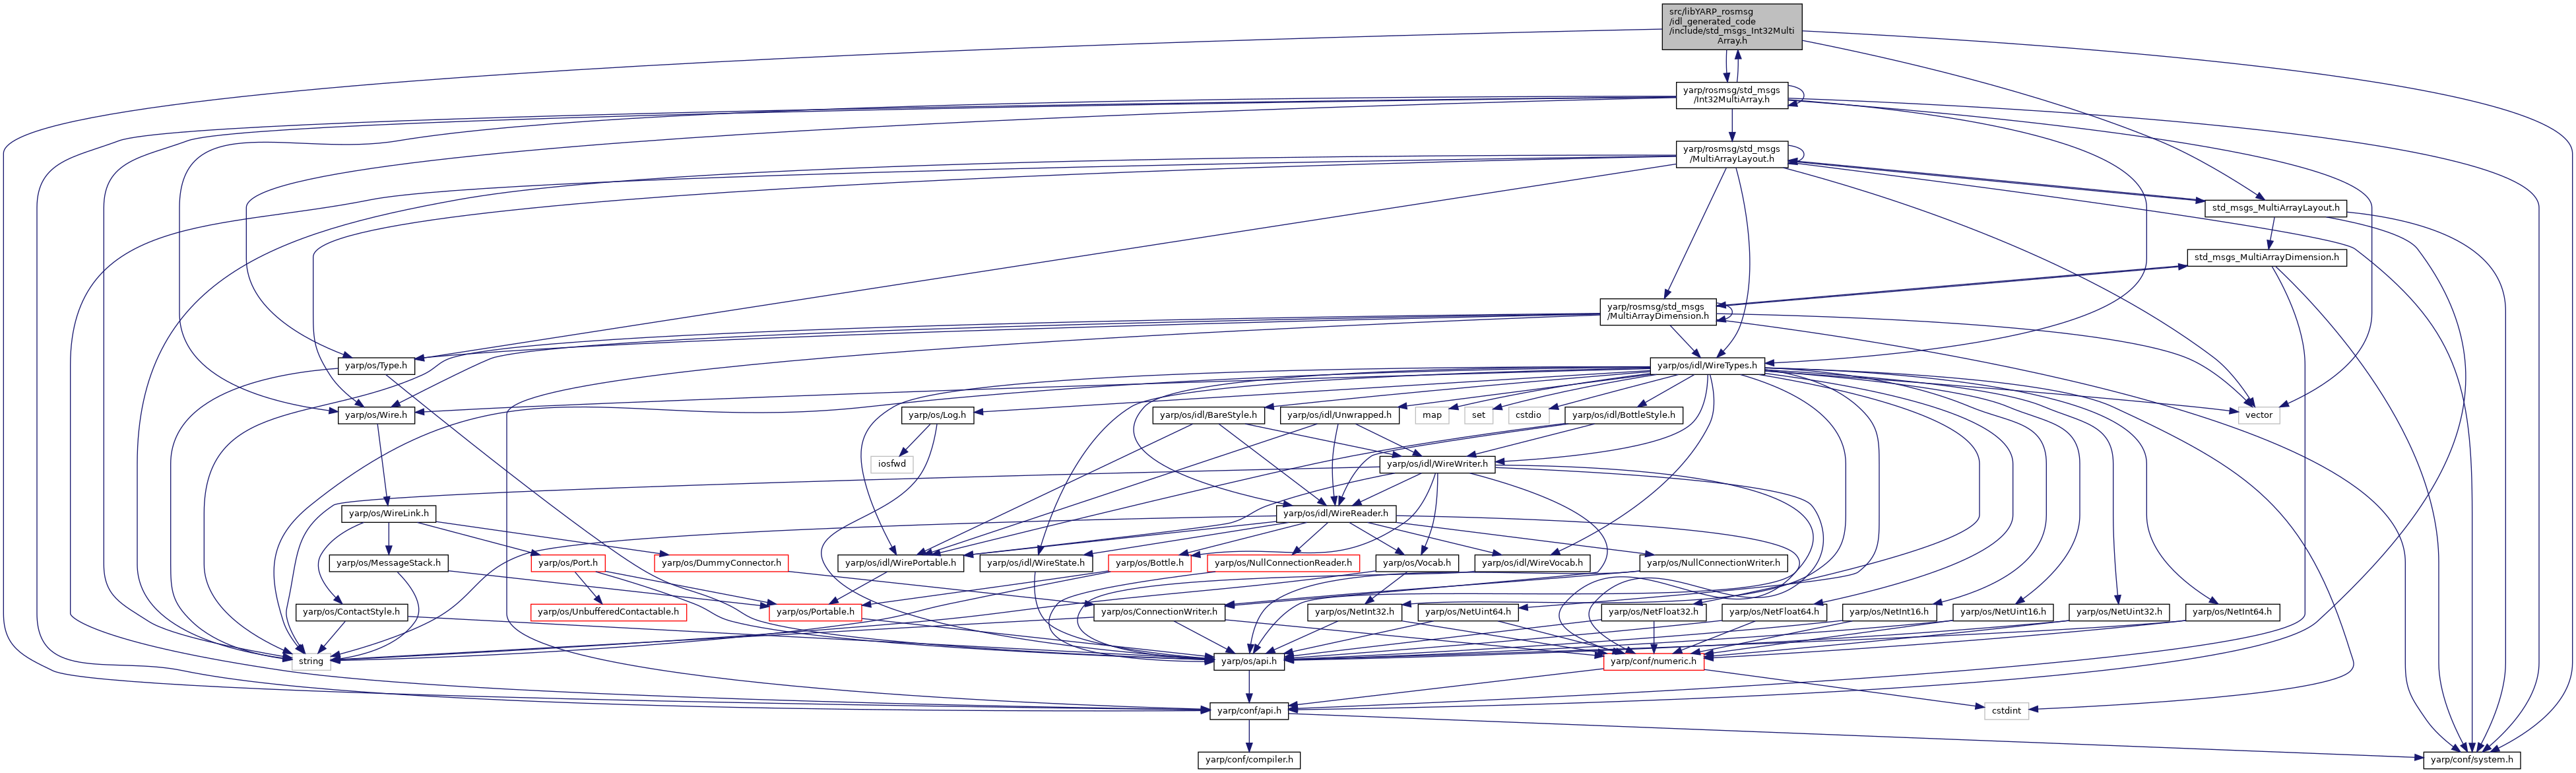 src/libYARP_rosmsg
/idl_generated_code
/include/std_msgs_Int32Multi
Array.h
yarp/rosmsg/std_msgs
/Int32MultiArray.h
yarp/rosmsg/std_msgs
/MultiArrayLayout.h
std_msgs_MultiArrayLayout.h
std_msgs_MultiArrayDimension.h
yarp/rosmsg/std_msgs
/MultiArrayDimension.h
yarp/os/Type.h
yarp/os/idl/WireTypes.h
yarp/os/Wire.h
yarp/os/Log.h
yarp/os/idl/BareStyle.h
yarp/os/idl/Unwrapped.h
map
set
cstdio
yarp/os/idl/BottleStyle.h
vector
iosfwd
yarp/os/idl/WireWriter.h
yarp/os/WireLink.h
yarp/os/idl/WireReader.h
yarp/os/MessageStack.h
yarp/os/Port.h
yarp/os/DummyConnector.h
yarp/os/idl/WirePortable.h
yarp/os/idl/WireState.h
yarp/os/Bottle.h
yarp/os/NullConnectionReader.h
yarp/os/Vocab.h
yarp/os/idl/WireVocab.h
yarp/os/NullConnectionWriter.h
yarp/os/ContactStyle.h
yarp/os/UnbufferedContactable.h
yarp/os/Portable.h
yarp/os/ConnectionWriter.h
yarp/os/NetInt32.h
yarp/os/NetUint64.h
yarp/os/NetFloat32.h
yarp/os/NetFloat64.h
yarp/os/NetInt16.h
yarp/os/NetUint16.h
yarp/os/NetUint32.h
yarp/os/NetInt64.h
string
yarp/os/api.h
yarp/conf/numeric.h
yarp/conf/api.h
cstdint
yarp/conf/compiler.h
yarp/conf/system.h